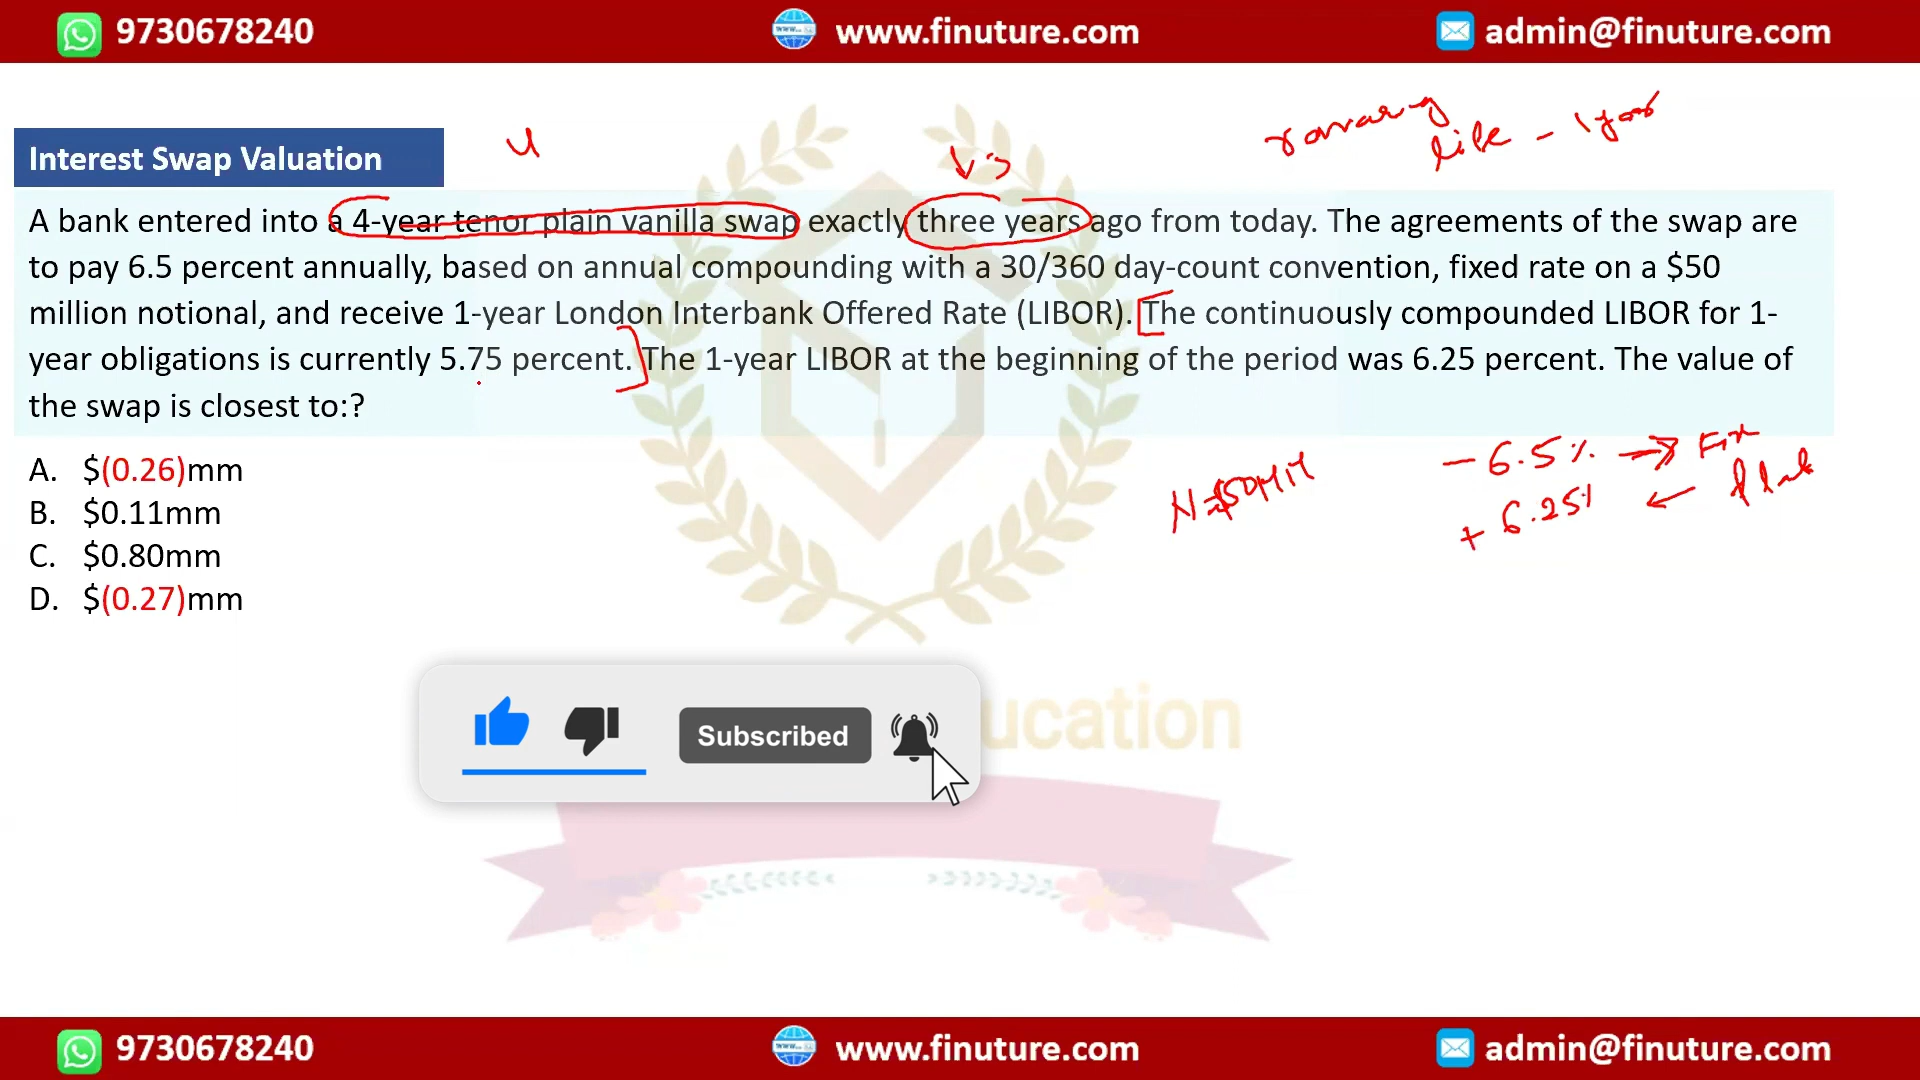 9730678240 www.finuture.com admin@finuture.com
Interest Swap Valuation
A bank entered into a 4-year tenor plain vanilla swap exactly three years ago from today. The agreements of the swap are
to pay 6.5 percent annually, based on annual compounding with a 30/360 day-count convention, fixed rate on a $50
million notional, and receive 1-year London Interbank Offered Rate (LIBOR). The continuously compounded LIBOR for 1-
year obligations is currently 5.75 percent. The 1-year LIBOR at the beginning of the period was 6.25 percent. The value of
the swap is closest to:?
A. $(0.26)mm
B. $0.11mm
C. $0.80mm
D. $(0.27)mm
- 6.5% → Fix
+ 6.25% ←
Subscribed
ucation
9730678240 www.finuture.com admin@finuture.com